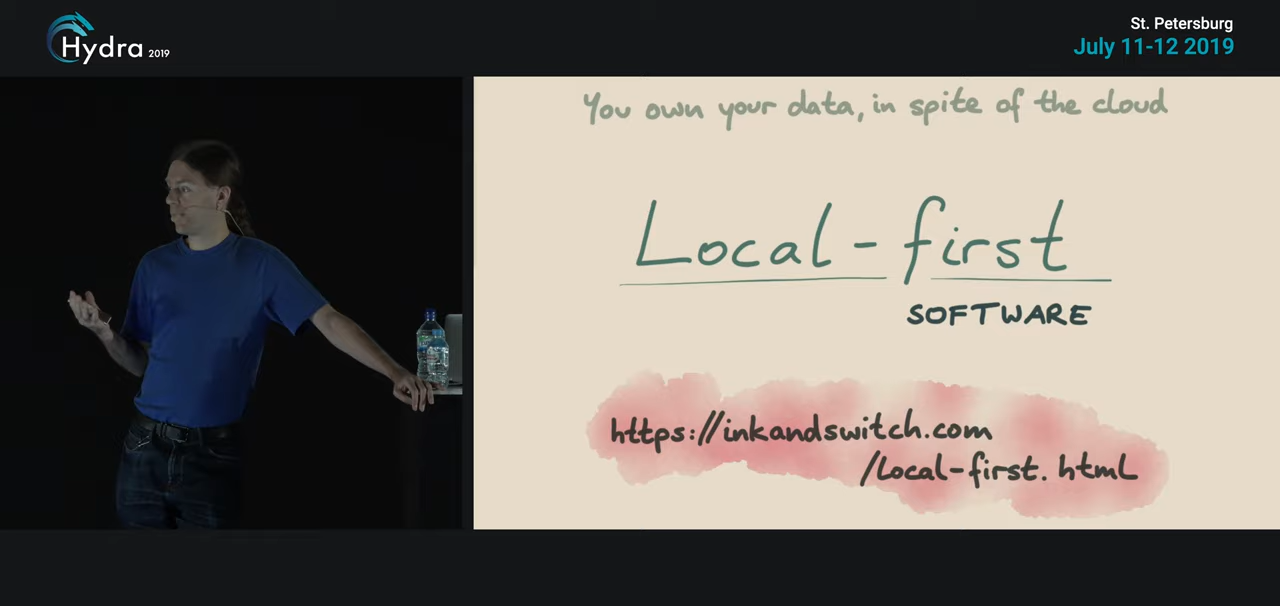 Hydra 2019
St. Petersburg
July 11-12 2019
You own your data, in spite of the cloud
Local-first
SOFTWARE
https://inkandswitch.com
/local-first.html